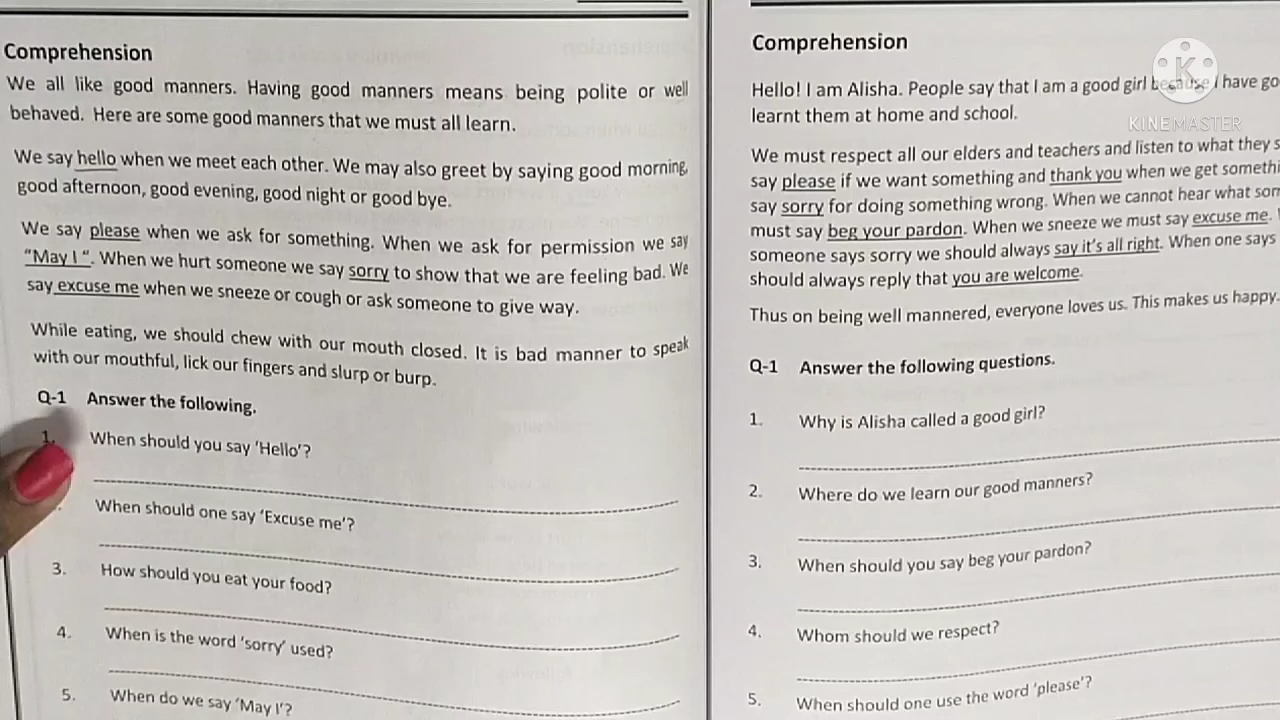 Comprehension
We all like good manners. Having good manners means being polite or well
behaved. Here are some good manners that we must all learn.
We say hello when we meet each other. We may also greet by saying good morning,
good afternoon, good evening, good night or good bye.
We say please when we ask for something. When we ask for permission we say
“May I “. When we hurt someone we say sorry to show that we are feeling bad. We
say excuse me when we sneeze or cough or ask someone to give way.
While eating, we should chew with our mouth closed. It is bad manner to speak
with our mouthful, lick our fingers and slurp or burp.
Q-1 Answer the following.
1. When should you say ‘Hello’?
When should one say ‘Excuse me’?
3. How should you eat your food?
4. When is the word ‘sorry’ used?
5. When do we say ‘May I’?
Comprehension
Hello! I am Alisha. People say that I am a good girl because I have go
learnt them at home and school.
We must respect all our elders and teachers and listen to what they s
say please if we want something and thank you when we get somethi
say sorry for doing something wrong. When we cannot hear what som
must say beg your pardon. When we sneeze we must say excuse me.
someone says sorry we should always say it’s all right. When one says
should always reply that you are welcome.
Thus on being well mannered, everyone loves us. This makes us happy.
Q-1 Answer the following questions.
1. Why is Alisha called a good girl?
2. Where do we learn our good manners?
3. When should you say beg your pardon?
4. Whom should we respect?
5. When should one use the word ‘please’?
K
KINEMASTER